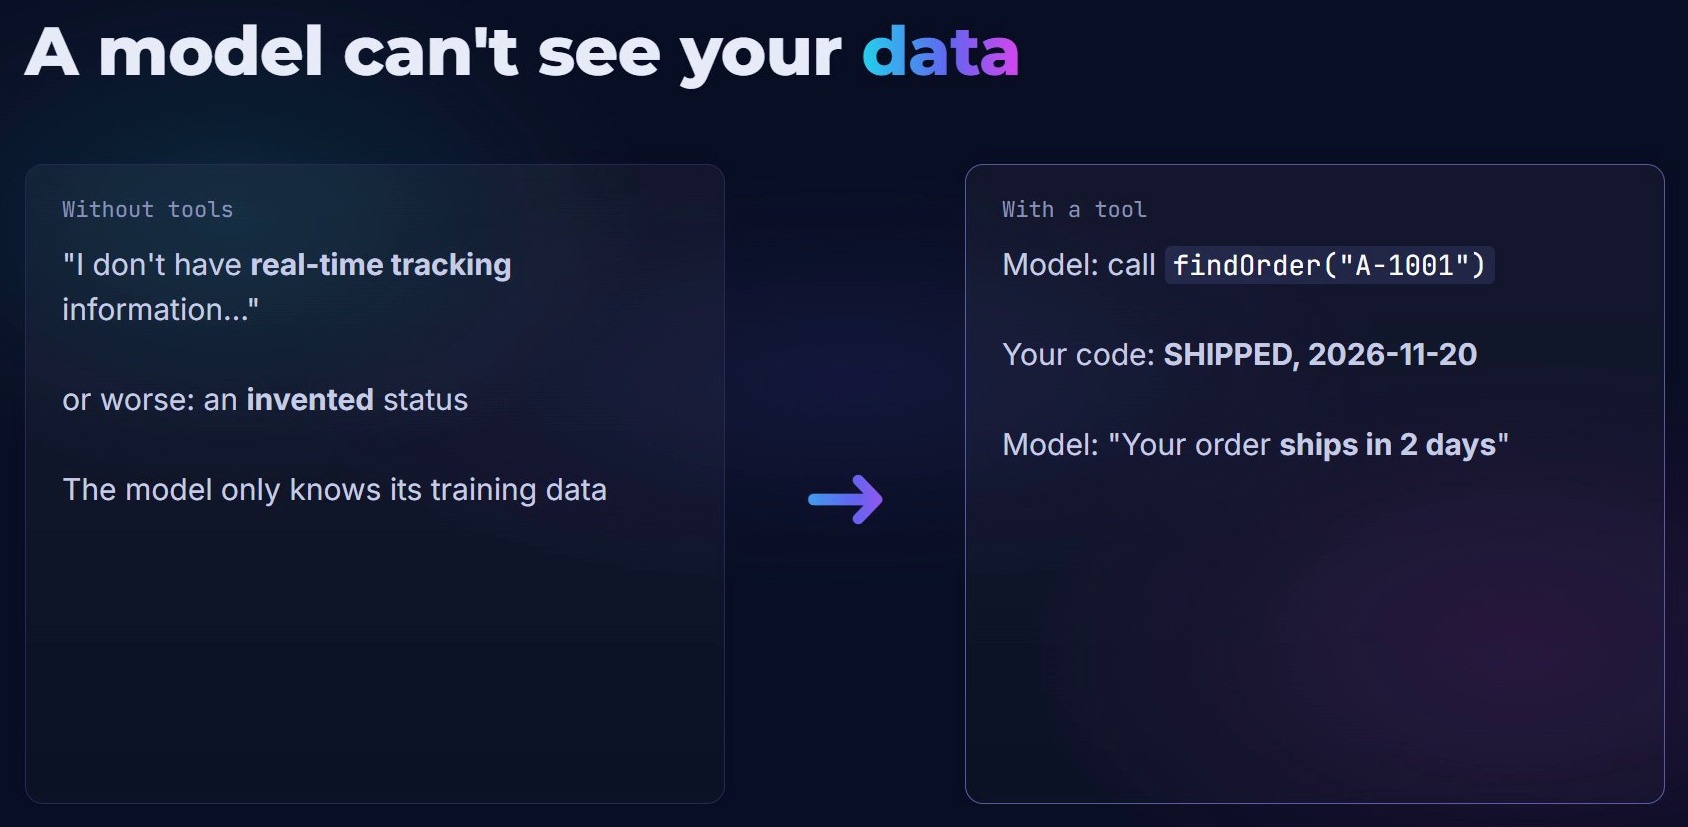 A model can't see your data
Without tools
"I don't have real-time tracking
information..."
or worse: an invented status
The model only knows its training data
With a tool
Model: call findOrder("A-1001")
Your code: SHIPPED, 2026-11-20
Model: "Your order ships in 2 days"